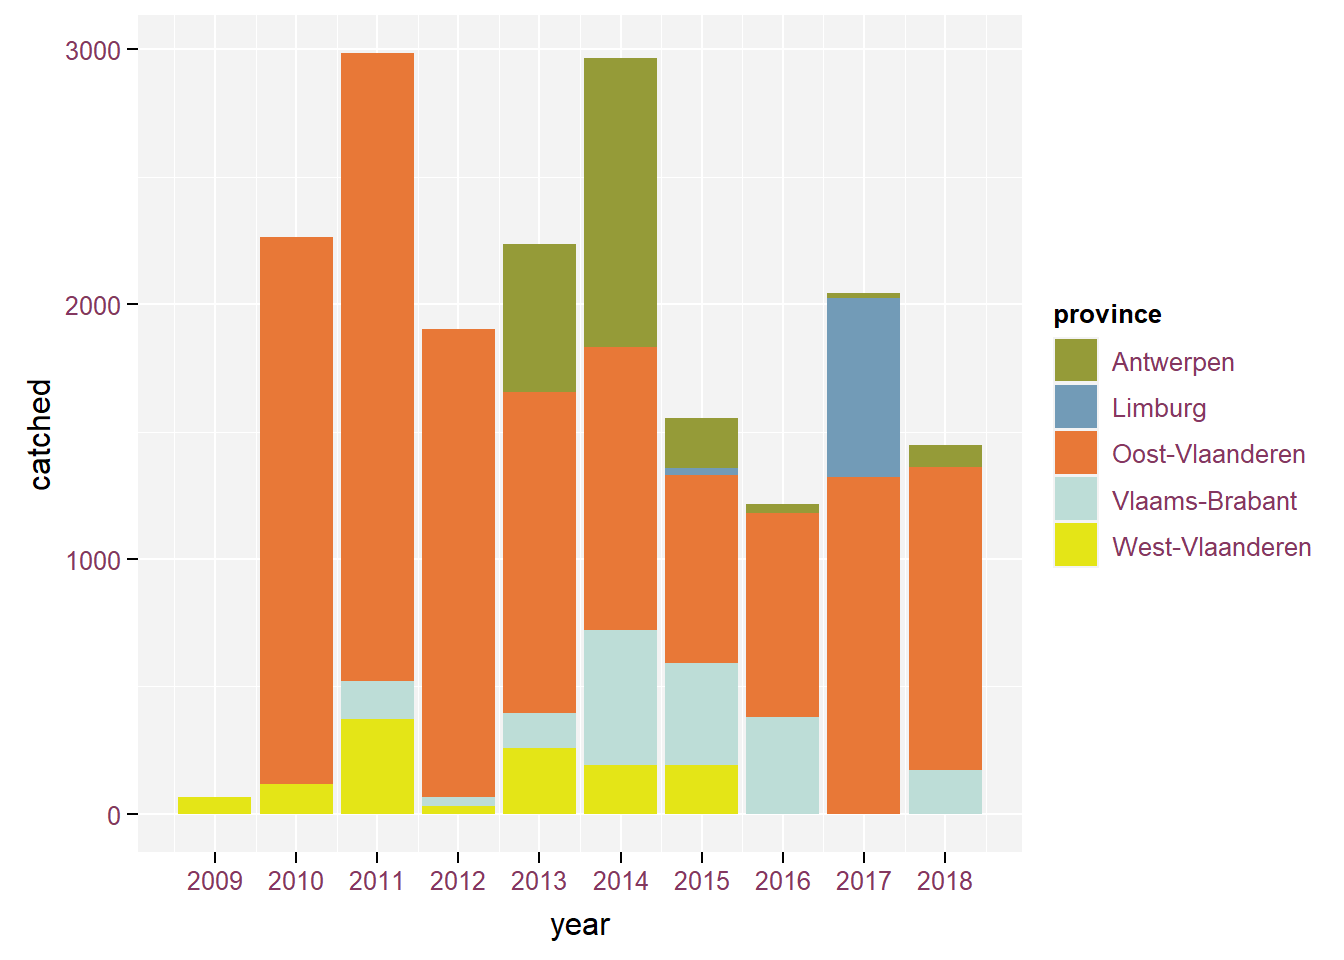 3000
2000
1000
0
catched
2009 2010 2011 2012 2013 2014 2015 2016 2017 2018
year
province
Antwerpen
Limburg
Oost-Vlaanderen
Vlaams-Brabant
West-Vlaanderen